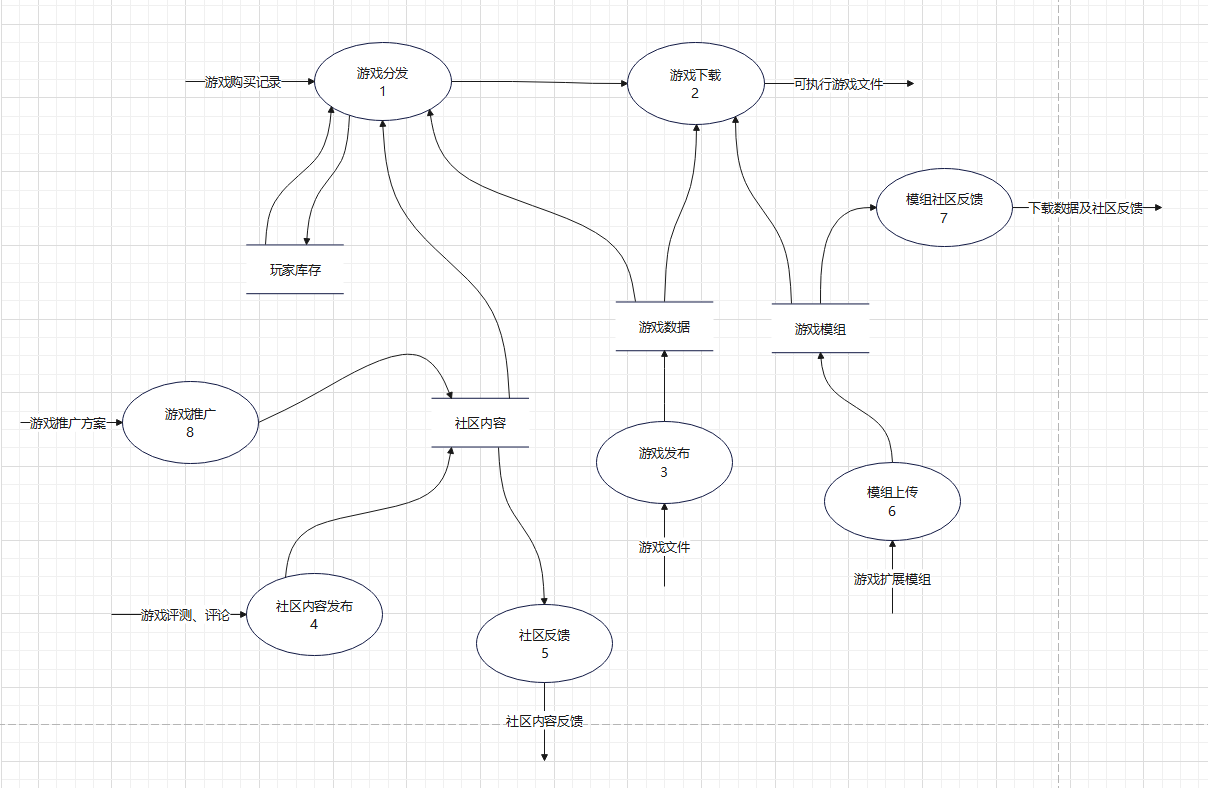 游戏购买记录
游戏分发
1
游戏下载
2
可执行游戏文件
模组社区反馈
7
下载数据及社区反馈
玩家库存
游戏数据
游戏模组
游戏推广方案
游戏推广
8
社区内容
游戏发布
3
模组上传
6
游戏文件
游戏扩展模组
游戏评测、评论
社区内容发布
4
社区反馈
5
社区内容反馈